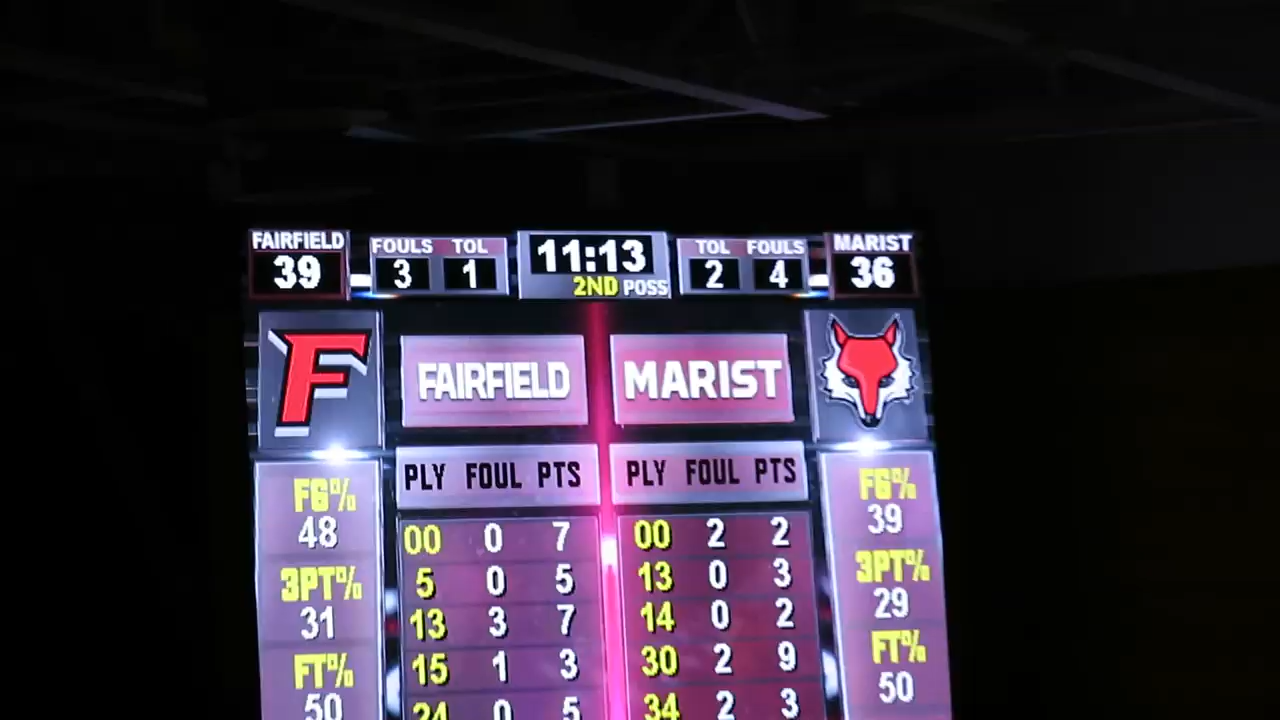 FAIRFIELD
39
FOULS TOL
3 1
11:13
2ND POSS
TOL FOULS
2 4
MARIST
36
F
FAIRFIELD
MARIST
PLY FOUL PTS
00 0 7
5 0 5
13 3 7
15 1 3
24 0 5
PLY FOUL PTS
00 2 2
13 0 3
14 0 2
30 2 9
34 2 3
FG%
48
3PT%
31
FT%
50
FG%
39
3PT%
29
FT%
50